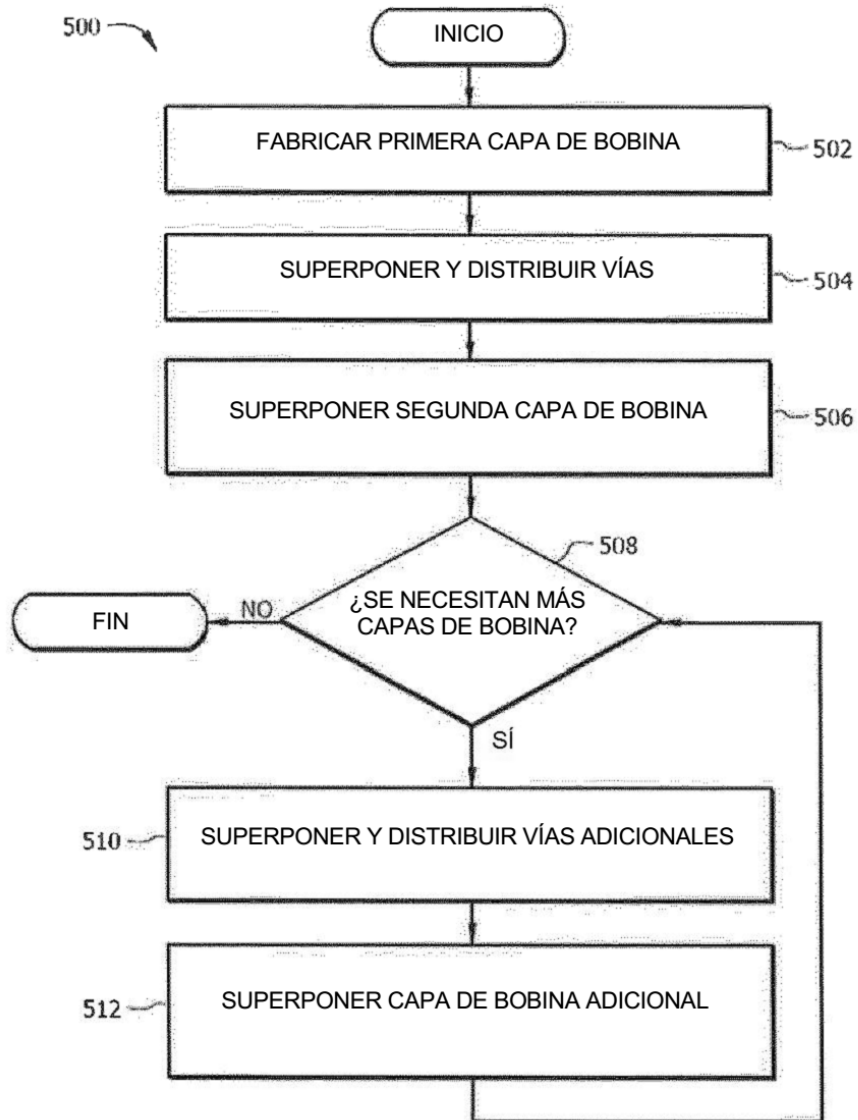 500
INICIO
FABRICAR PRIMERA CAPA DE BOBINA
502
SUPERPONER Y DISTRIBUIR VÍAS
504
SUPERPONER SEGUNDA CAPA DE BOBINA
506
508
¿SE NECESITAN MÁS
CAPAS DE BOBINA?
NO
FIN
SÍ
510
SUPERPONER Y DISTRIBUIR VÍAS ADICIONALES
512
SUPERPONER CAPA DE BOBINA ADICIONAL